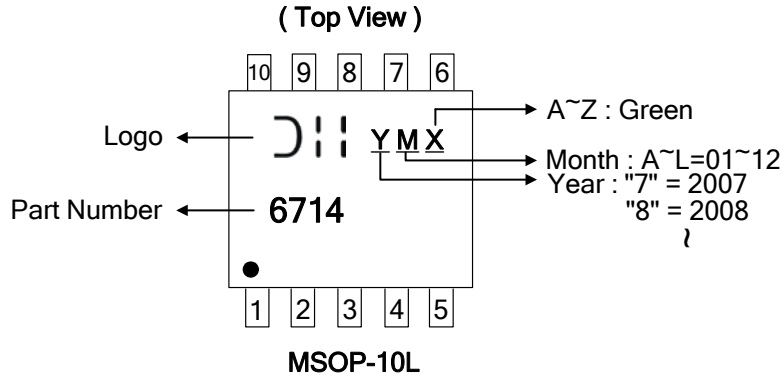 ( Top View )
10 9 8 7 6
Logo
Y M X
A~Z : Green
Month : A~L=01~12
Year : "7" = 2007
"8" = 2008
~
Part Number
6714
1 2 3 4 5
MSOP-10L